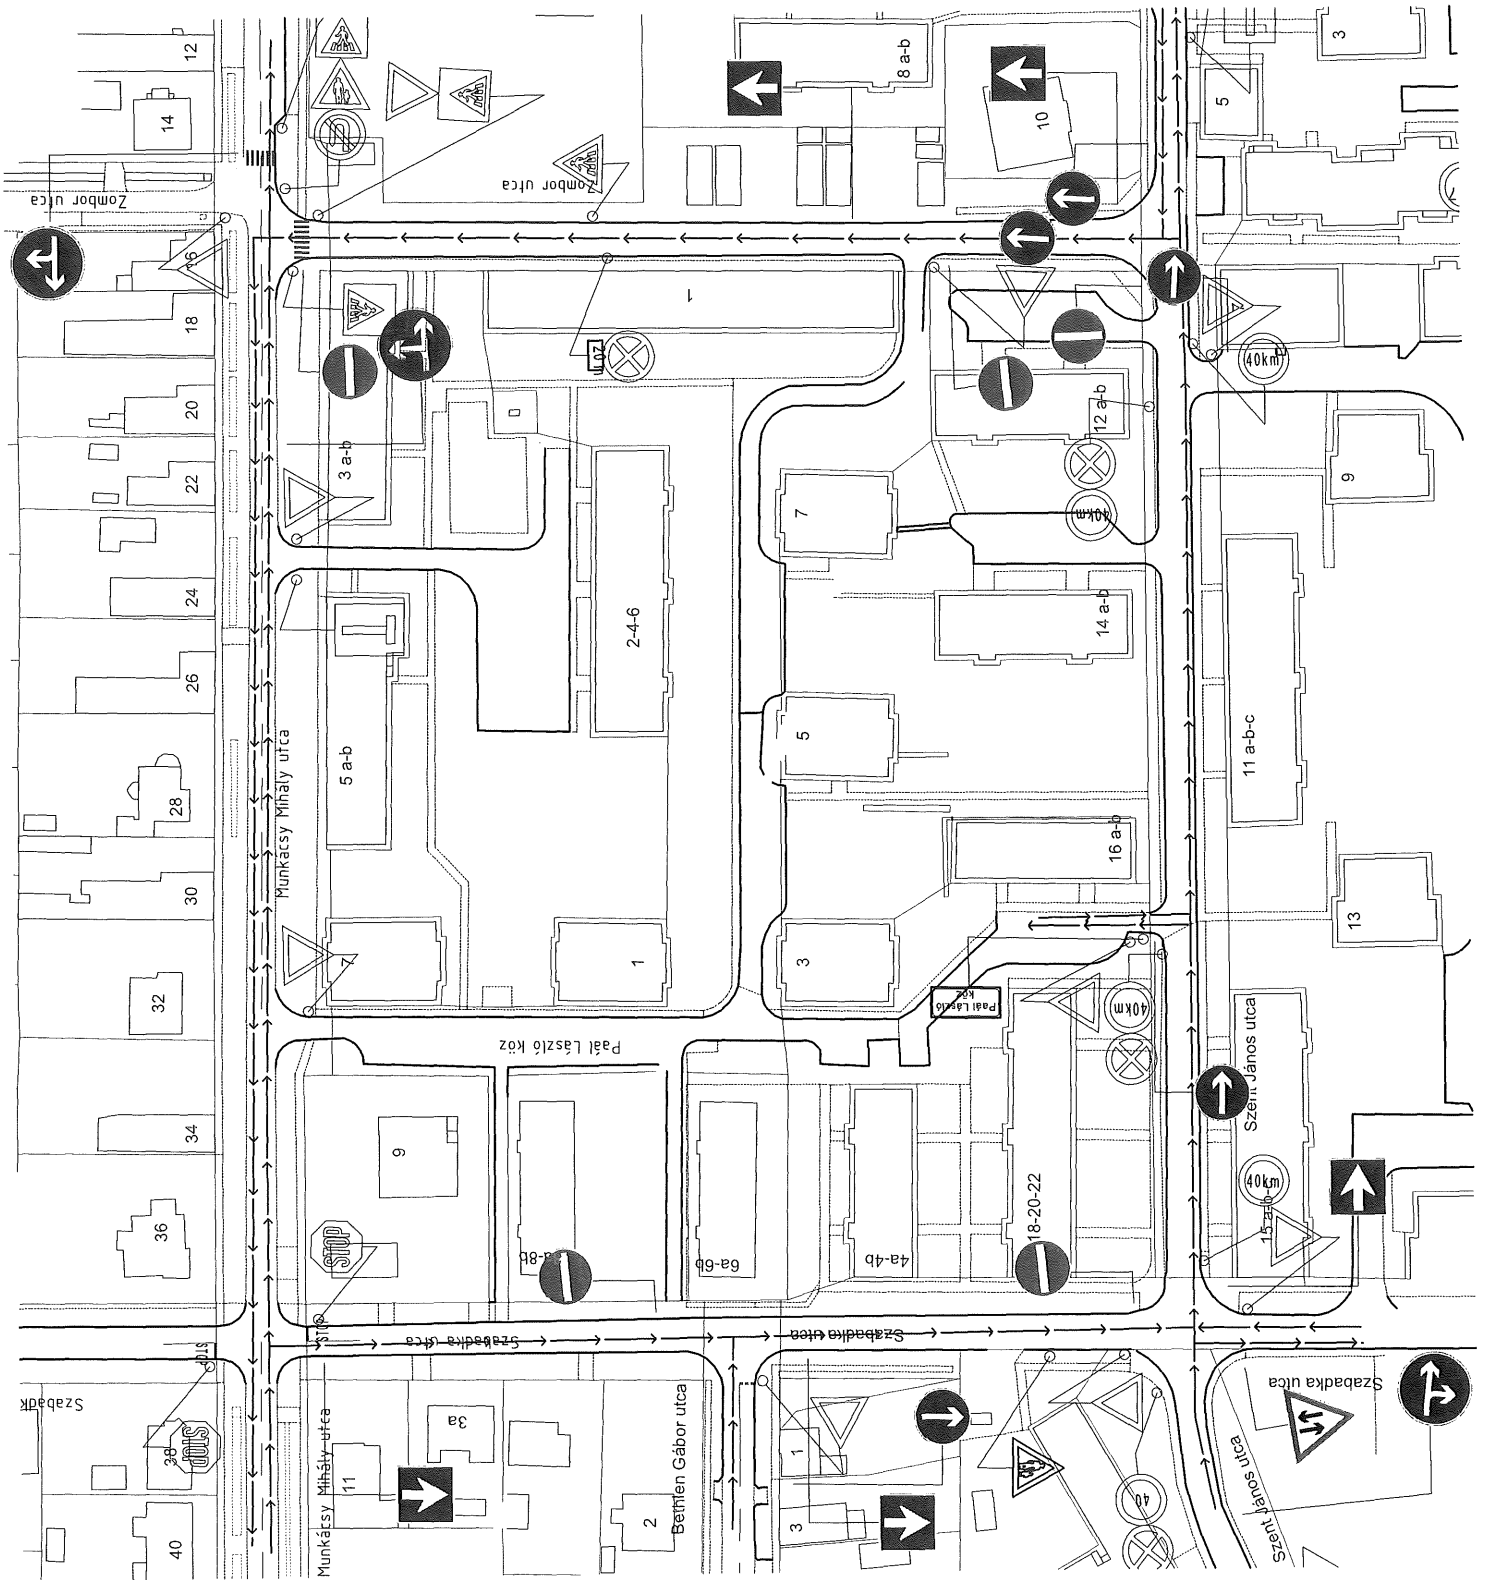 12
14
Zombor utca
16
18
20
22
24
26
28
30
32
34
36
38
40
Munkácsy Mihály utca
Munkácsy Mihály utca
Zombor utca
8 a-b
10
3
5
1
20 m
3 a-b
5 a-b
7
2-4-6
1
7
5
3
12 a-b
14 a-b
16 a-b
40km
40km
40km
40km
9
11 a-b-c
13
Szent János utca
Paál László
köz
Paál László köz
9
8a-8b
6a-6b
4a-4b
18-20-22
15 a-b-c
STOP
STOP
STOP
STOP
Szabadka utca
Szabadka utca
Szabadka utca
Szabadk
11
3a
2
Bethlen Gábor utca
1
3
40
Szent János utca